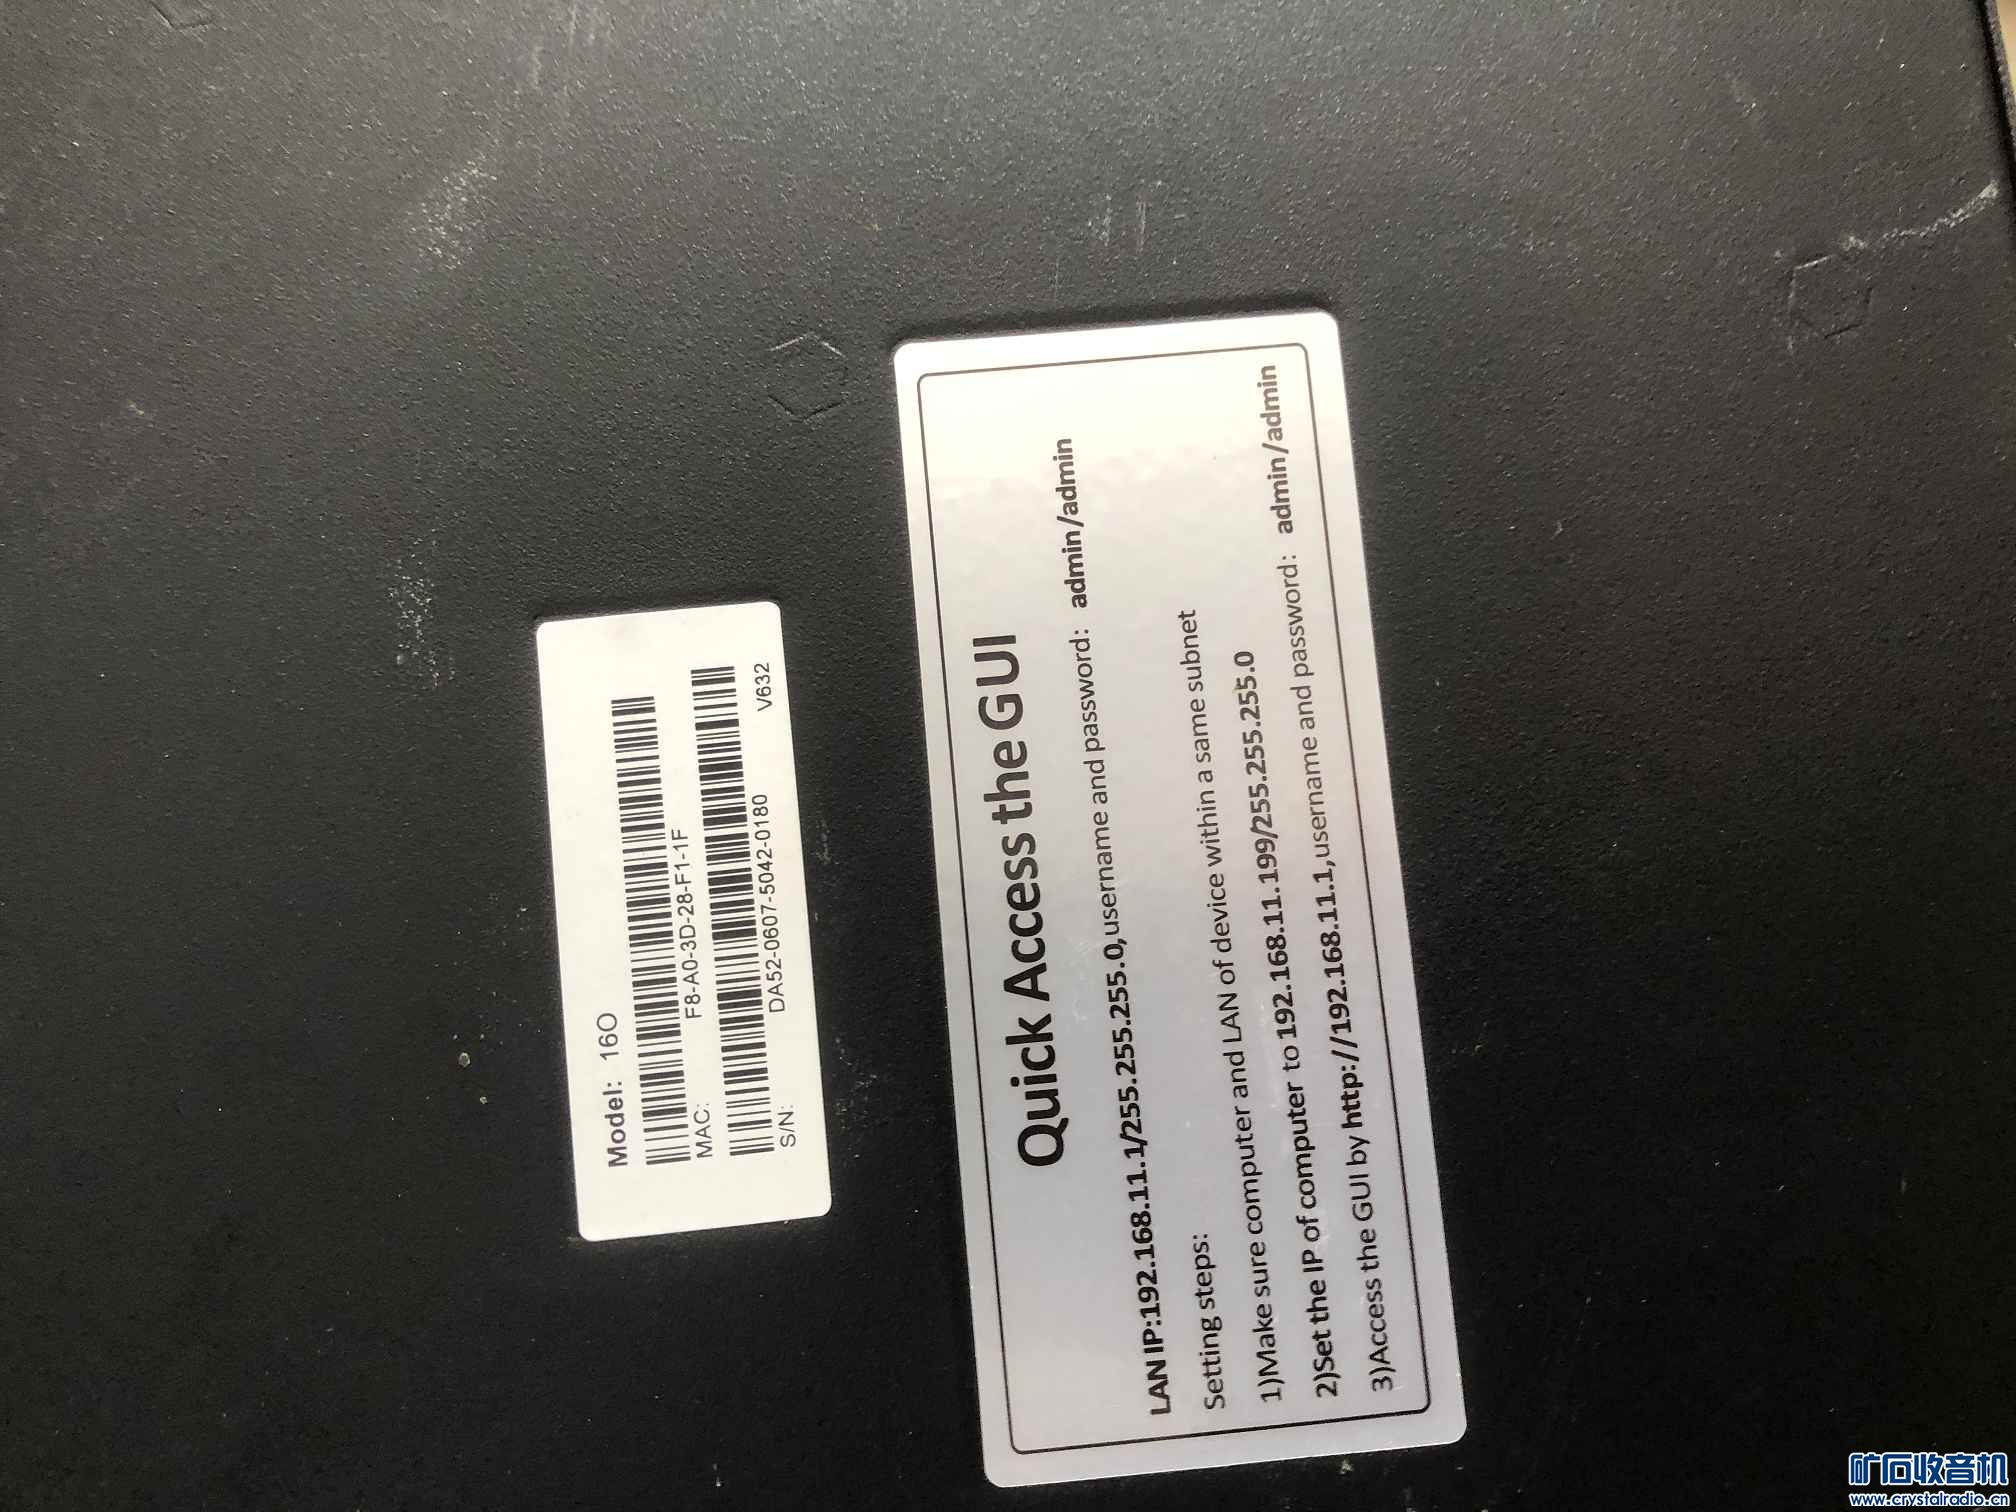 Model: 16O
MAC: F8-A0-3D-28-F1-1F
S/N: DA52-0607-5042-0180 V632
Quick Access the GUI
LAN IP:192.168.11.1/255.255.255.0,username and password: admin/admin
Setting steps:
1)Make sure computer and LAN of device within a same subnet
2)Set the IP of computer to 192.168.11.199/255.255.255.0
3)Access the GUI by http://192.168.11.1,username and password: admin/admin
矿石收音机
www.crystalradio.cn